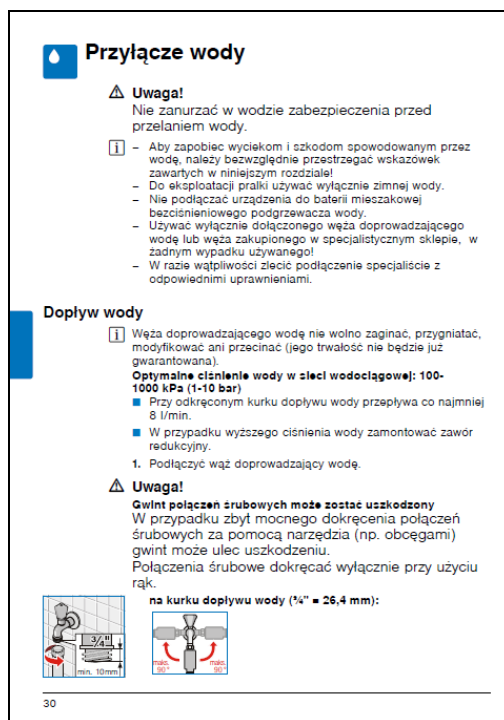 Przyłącze wody
Uwaga!
Nie zanurzać w wodzie zabezpieczenia przed
przelaniem wody.
i – Aby zapobiec wyciekom i szkodom spowodowanym przez
wodę, należy bezwzględnie przestrzegać wskazówek
zawartych w niniejszym rozdziale!
– Do eksploatacji pralki używać wyłącznie zimnej wody.
– Nie podłączać urządzenia do baterii mieszakowej
bezciśnieniowego podgrzewacza wody.
– Używać wyłącznie dołączonego węża doprowadzającego
wodę lub węża zakupionego w specjalistycznym sklepie, w
żadnym wypadku używanego!
– W razie wątpliwości zlecić podłączenie specjaliście z
odpowiednimi uprawnieniami.
Dopływ wody
i Węża doprowadzającego wodę nie wolno zaginać, przygniatać,
modyfikować ani przecinać (jego trwałość nie będzie już
gwarantowana).
Optymalne ciśnienie wody w sieci wodociągowej: 100-
1000 kPa (1-10 bar)
■ Przy odkręconym kurku dopływu wody przepływa co najmniej
8 l/min.
■ W przypadku wyższego ciśnienia wody zamontować zawór
redukcyjny.
1. Podłączyć wąż doprowadzający wodę.
Uwaga!
Gwint połączeń śrubowych może zostać uszkodzony
W przypadku zbyt mocnego dokręcenia połączeń
śrubowych za pomocą narzędzia (np. obcęgami)
gwint może ulec uszkodzeniu.
Połączenia śrubowe dokręcać wyłącznie przy użyciu
rąk.
na kurku dopływu wody (¾" = 26,4 mm):
3/4"
min. 10mm
maks. 90°
maks. 90°
30